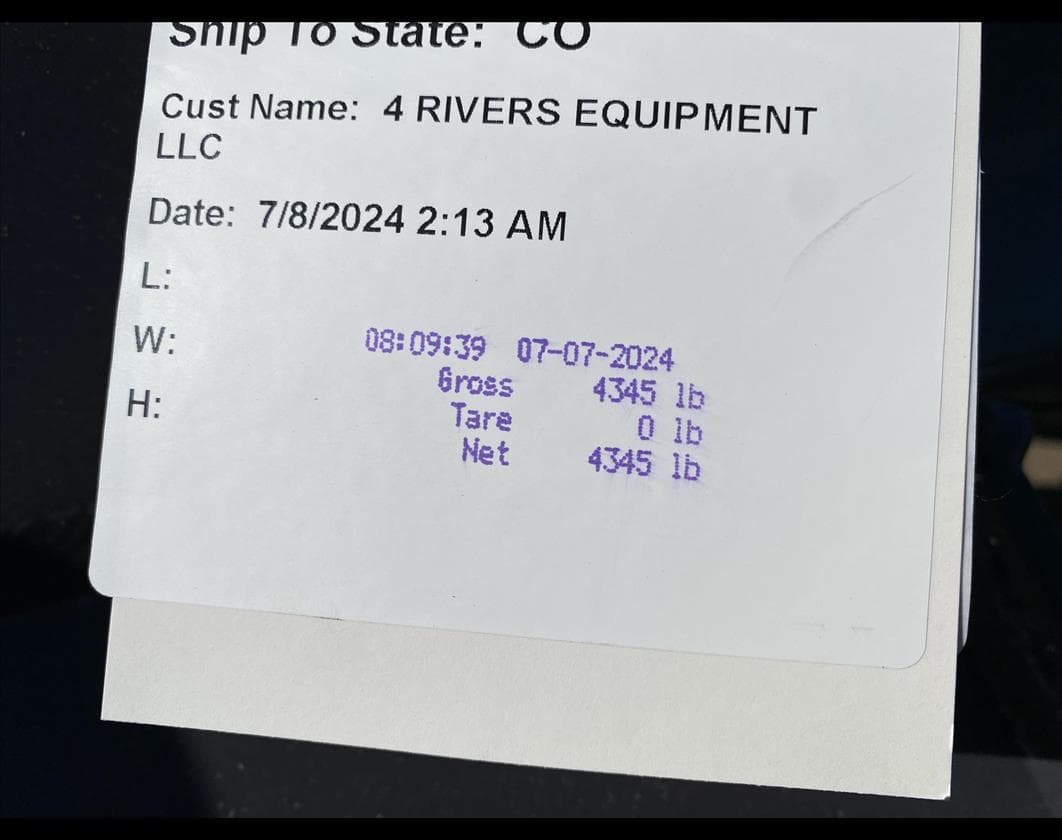 Ship To State: CO
Cust Name: 4 RIVERS EQUIPMENT
LLC
Date: 7/8/2024 2:13 AM
L:
W:
08:09:39 07-07-2024
Gross 4345 lb
H:
Tare 0 lb
Net 4345 lb